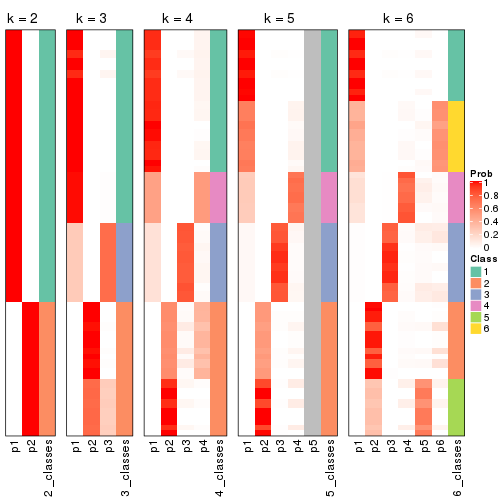 k = 2
k = 3
k = 4
k = 5
k = 6
p1
p2
2_classes
p1
p2
p3
3_classes
p1
p2
p3
p4
4_classes
p1
p2
p3
p4
p5
5_classes
p1
p2
p3
p4
p5
p6
6_classes
Prob
1
0.8
0.6
0.4
0.2
0
Class
1
2
3
4
5
6